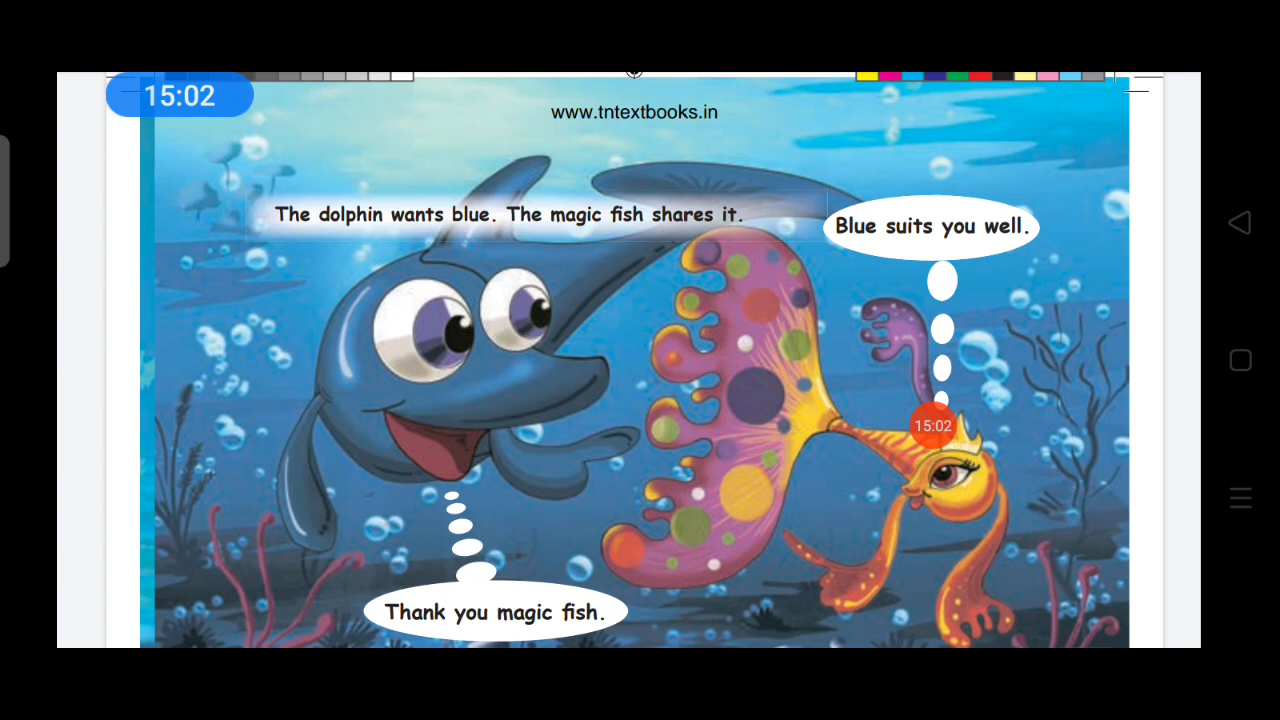 15:02
www.tntextbooks.in
The dolphin wants blue. The magic fish shares it.
Blue suits you well.
15:02
Thank you magic fish.